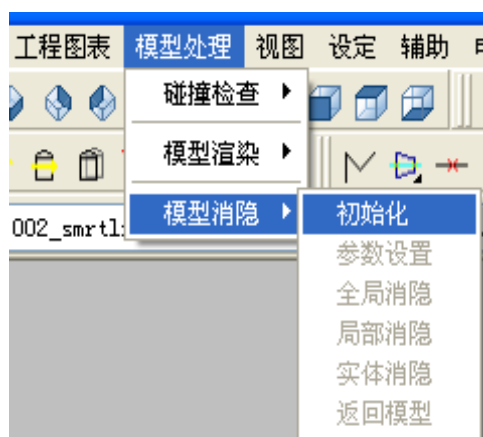 工程图表 模型处理 视图 设定 辅助
碰撞检查
模型渲染
模型消隐
002_smrtl
初始化
参数设置
全局消隐
局部消隐
实体消隐
返回模型